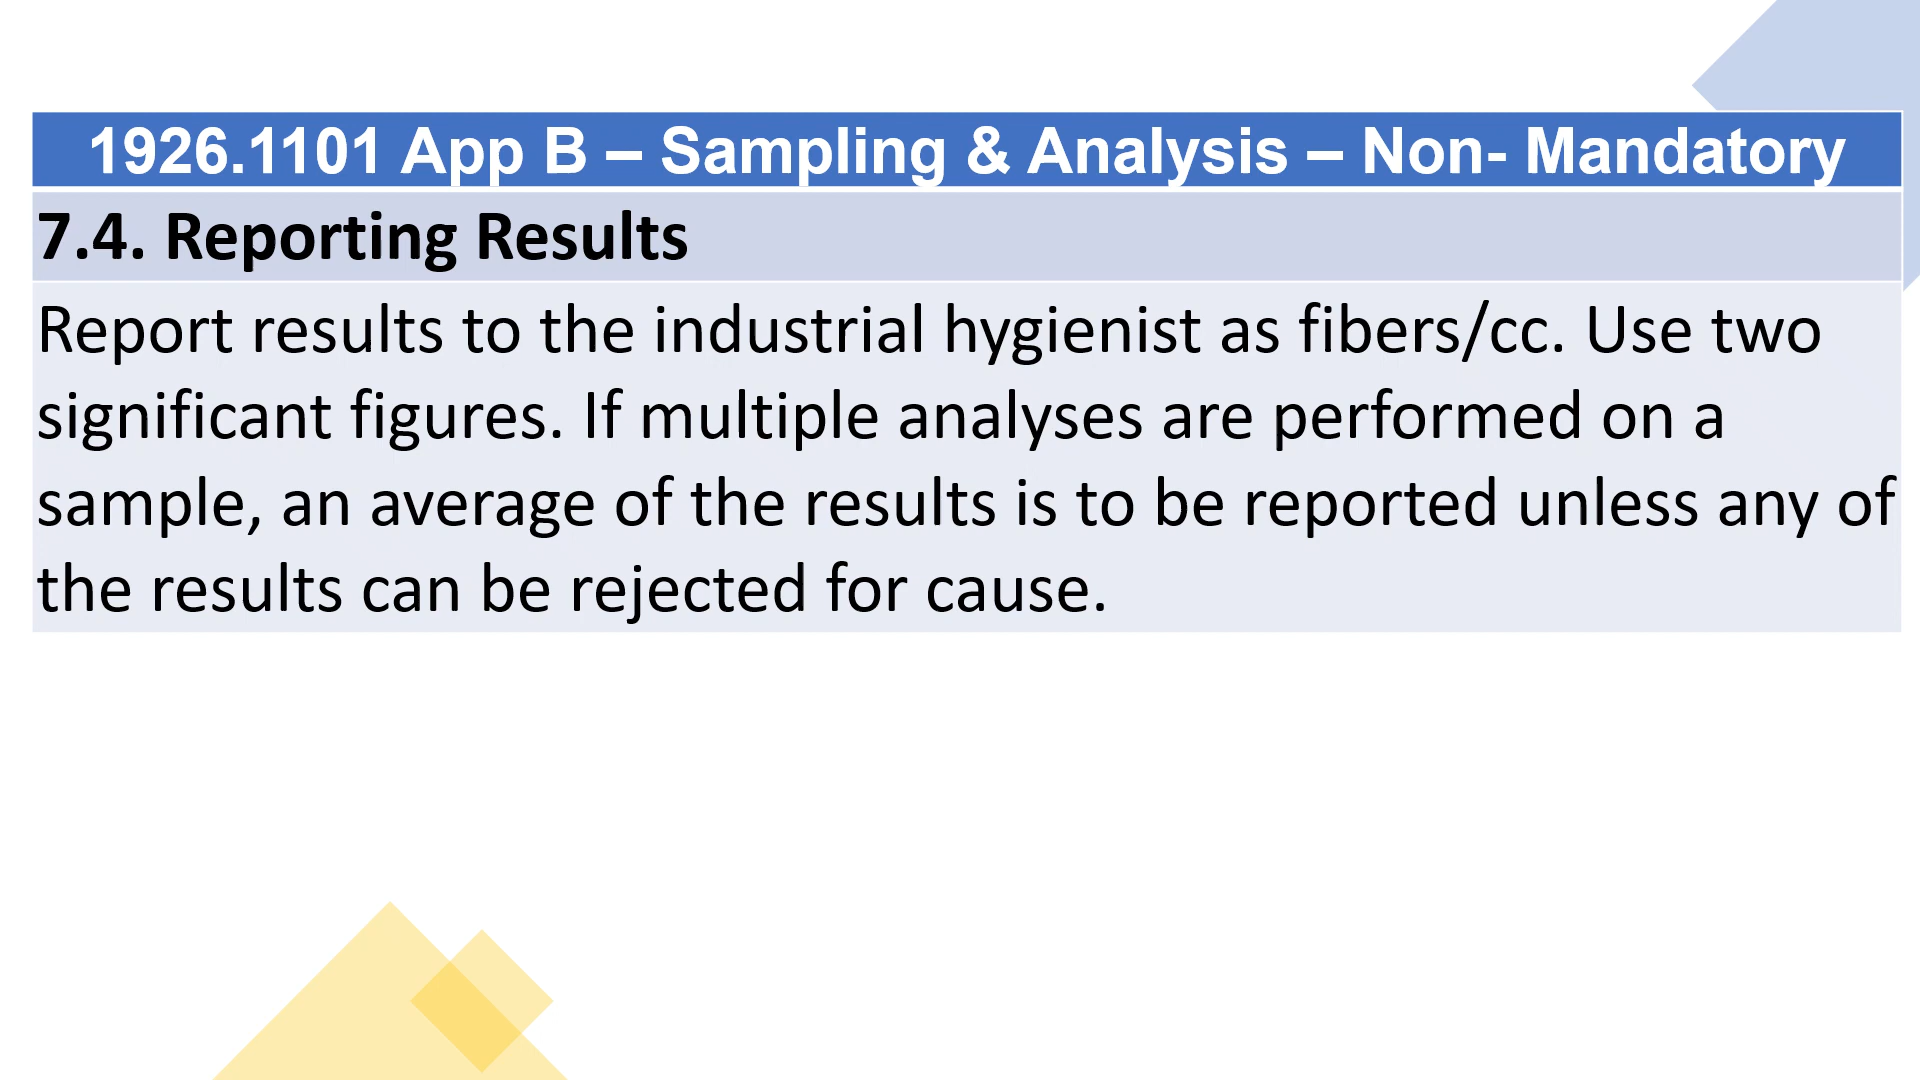 1926.1101 App B – Sampling & Analysis – Non- Mandatory
7.4. Reporting Results
Report results to the industrial hygienist as fibers/cc. Use two
significant figures. If multiple analyses are performed on a
sample, an average of the results is to be reported unless any of
the results can be rejected for cause.